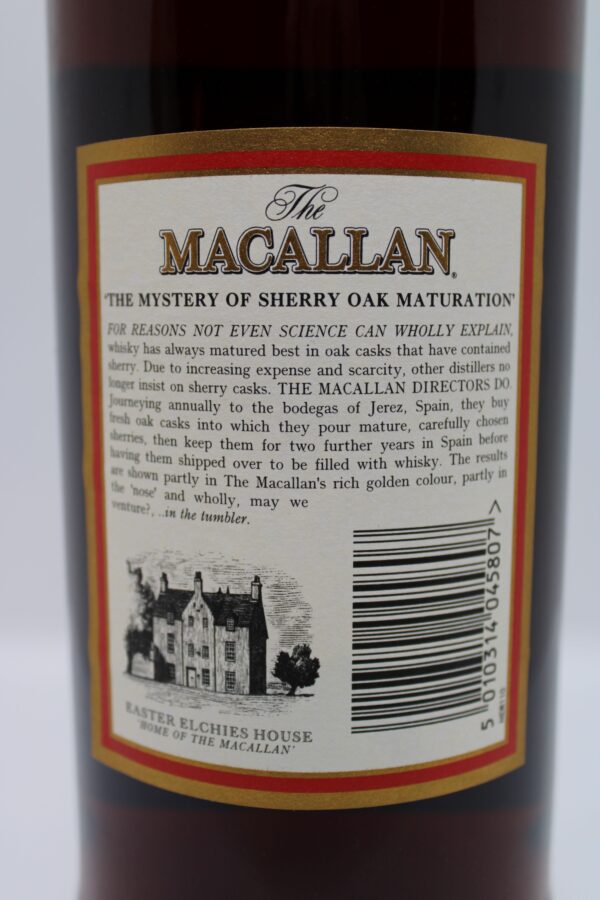 The
MACALLAN®
'THE MYSTERY OF SHERRY OAK MATURATION'
FOR REASONS NOT EVEN SCIENCE CAN WHOLLY EXPLAIN,
whisky has always matured best in oak casks that have contained
sherry. Due to increasing expense and scarcity, other distillers no
longer insist on sherry casks. THE MACALLAN DIRECTORS DO.
Journeying annually to the bodegas of Jerez, Spain, they buy
fresh oak casks into which they pour mature, carefully chosen
sherries, then keep them for two further years in Spain before
having them shipped over to be filled with whisky. The results
are shown partly in The Macallan's rich golden colour, partly in
the 'nose' and wholly, may we
venture?, ..in the tumbler.
EASTER ELCHIES HOUSE
'HOME OF THE MACALLAN'
5 010314 045807 >